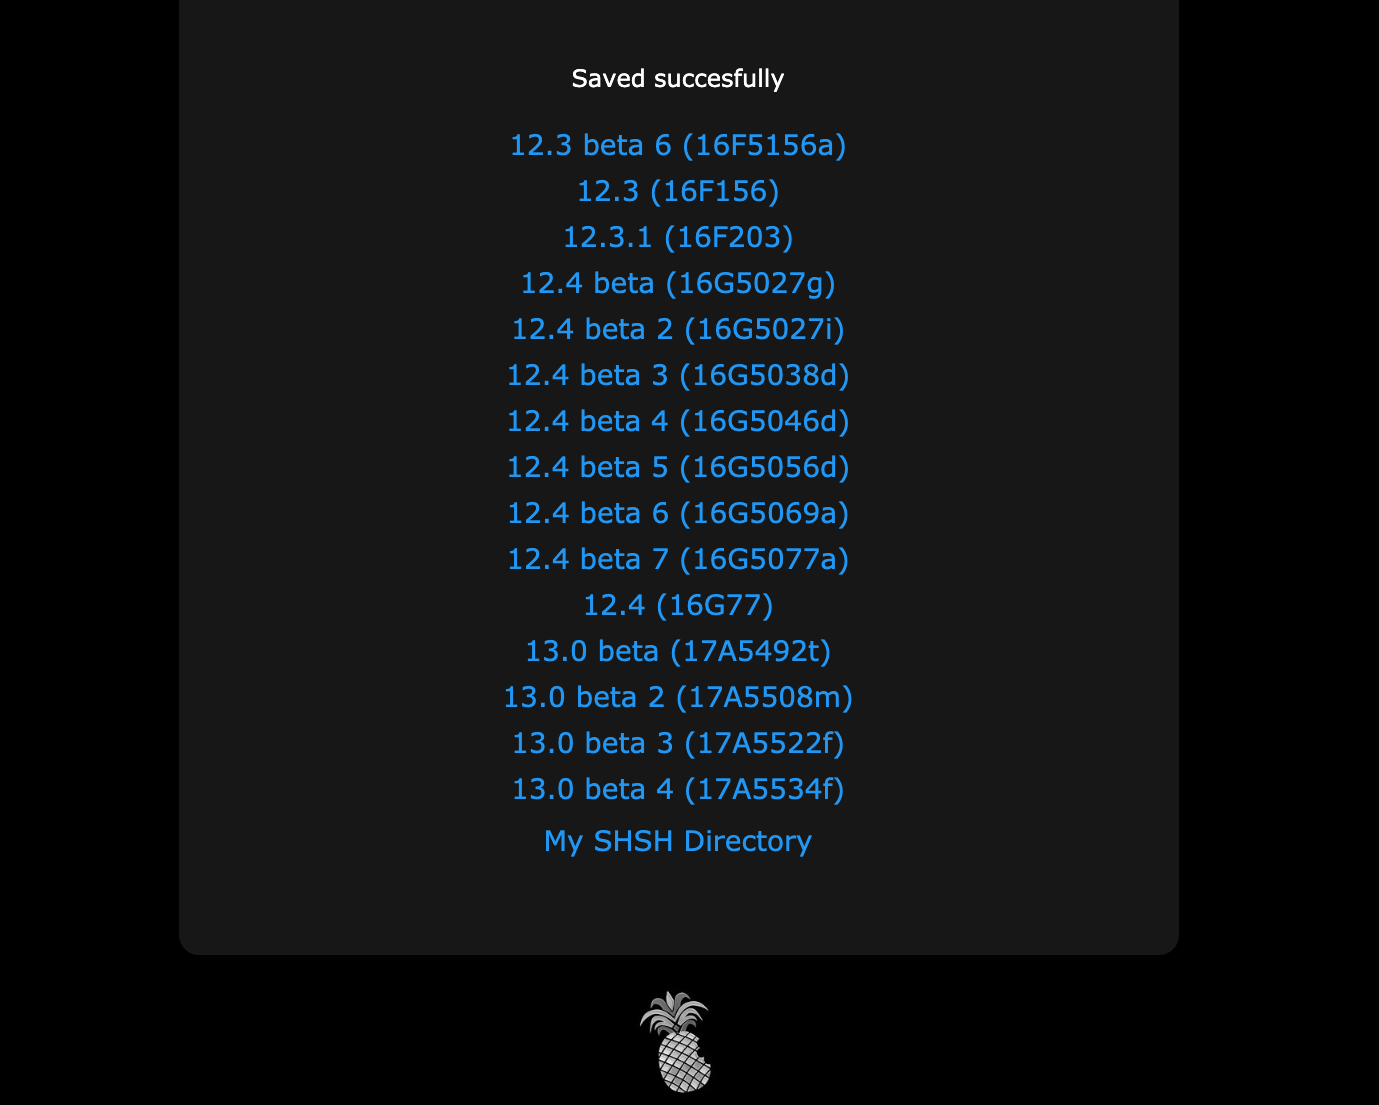 Saved succesfully
12.3 beta 6 (16F5156a)
12.3 (16F156)
12.3.1 (16F203)
12.4 beta (16G5027g)
12.4 beta 2 (16G5027i)
12.4 beta 3 (16G5038d)
12.4 beta 4 (16G5046d)
12.4 beta 5 (16G5056d)
12.4 beta 6 (16G5069a)
12.4 beta 7 (16G5077a)
12.4 (16G77)
13.0 beta (17A5492t)
13.0 beta 2 (17A5508m)
13.0 beta 3 (17A5522f)
13.0 beta 4 (17A5534f)
My SHSH Directory